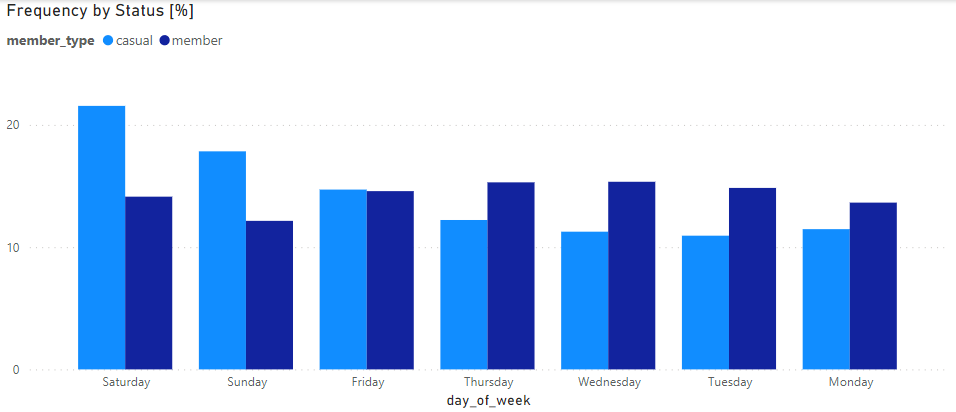 Frequency by Status [%]
member_type casual member
20
10
0
Saturday Sunday Friday Thursday Wednesday Tuesday Monday
day_of_week